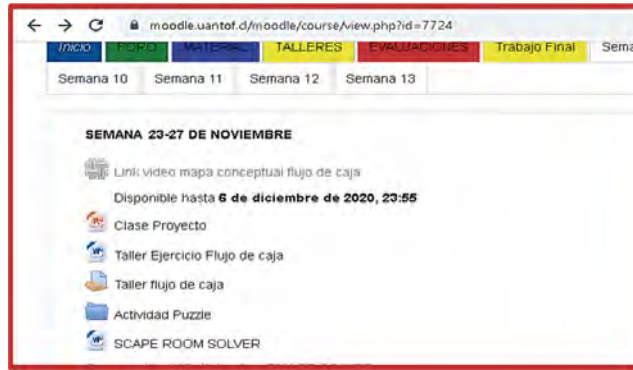 moodle.uantof.cl/moodle/course/view.php?id=7724
Inicio FORO MATERIAL TALLERES EVALUACIONES Trabajo Final Sema
Semana 10 Semana 11 Semana 12 Semana 13
SEMANA 23-27 DE NOVIEMBRE
Link video mapa conceptual flujo de caja
Disponible hasta 6 de diciembre de 2020, 23:55
Clase Proyecto
Taller Ejercicio Flujo de caja
Taller flujo de caja
Actividad Puzzle
SCAPE ROOM SOLVER